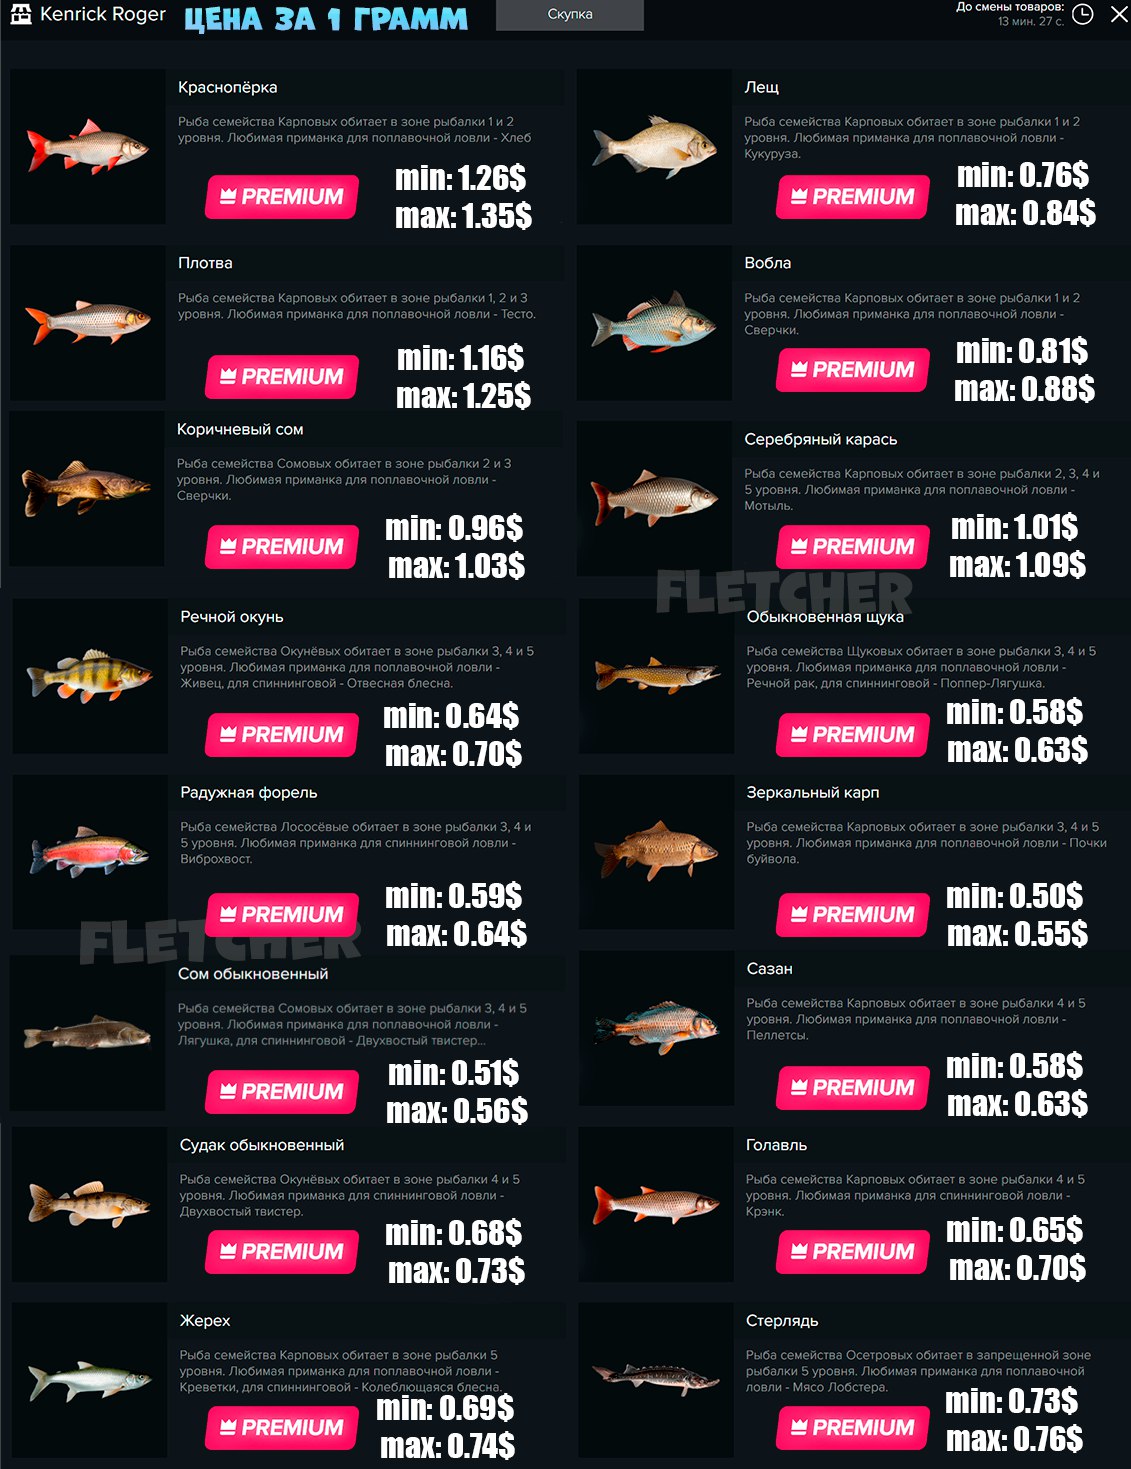 Kenrick Roger
ЦЕНА ЗА 1 ГРАММ
Скупка
До смены товаров:
13 мин. 27 с.
Краснопёрка
Рыба семейства Карповых обитает в зоне рыбалки 1 и 2
уровня. Любимая приманка для поплавочной ловли - Хлеб
PREMIUM
min: 1.26$
max: 1.35$
Лещ
Рыба семейства Карповых обитает в зоне рыбалки 1 и 2
уровня. Любимая приманка для поплавочной ловли -
Кукуруза.
PREMIUM
min: 0.76$
max: 0.84$
Плотва
Рыба семейства Карповых обитает в зоне рыбалки 1, 2 и 3
уровня. Любимая приманка для поплавочной ловли - Тесто.
PREMIUM
min: 1.16$
max: 1.25$
Вобла
Рыба семейства Карповых обитает в зоне рыбалки 1 и 2
уровня. Любимая приманка для поплавочной ловли -
Сверчки.
PREMIUM
min: 0.81$
max: 0.88$
Коричневый сом
Рыба семейства Сомовых обитает в зоне рыбалки 2 и 3
уровня. Любимая приманка для поплавочной ловли -
Сверчки.
PREMIUM
min: 0.96$
max: 1.03$
Серебряный карась
Рыба семейства Карповых обитает в зоне рыбалки 2, 3, 4 и
5 уровня. Любимая приманка для поплавочной ловли -
Мотыль.
PREMIUM
min: 1.01$
max: 1.09$
FLETCHER
Речной окунь
Рыба семейства Окунёвых обитает в зоне рыбалки 3, 4 и 5
уровня. Любимая приманка для поплавочной ловли -
Живец, для спиннинговой - Отвесная блесна.
PREMIUM
min: 0.64$
max: 0.70$
Обыкновенная щука
Рыба семейства Щуковых обитает в зоне рыбалки 3, 4 и 5
уровня. Любимая приманка для поплавочной ловли -
Речной рак, для спиннинговой - Поппер-Лягушка.
PREMIUM
min: 0.58$
max: 0.63$
Радужная форель
Рыба семейства Лососёвые обитает в зоне рыбалки 3, 4 и
5 уровня. Любимая приманка для спиннинговой ловли -
Виброхвост.
PREMIUM
min: 0.59$
max: 0.64$
Зеркальный карп
Рыба семейства Карповых обитает в зоне рыбалки 3, 4 и 5
уровня. Любимая приманка для поплавочной ловли - Почки
буйвола.
PREMIUM
min: 0.50$
max: 0.55$
FLETCHER
Сом обыкновенный
Рыба семейства Сомовых обитает в зоне рыбалки 3, 4 и 5
уровня. Любимая приманка для поплавочной ловли -
Лягушка, для спиннинговой - Двухвостый твистер...
PREMIUM
min: 0.51$
max: 0.56$
Сазан
Рыба семейства Карповых обитает в зоне рыбалки 4 и 5
уровня. Любимая приманка для поплавочной ловли -
Пеллетсы.
PREMIUM
min: 0.58$
max: 0.63$
Судак обыкновенный
Рыба семейства Окунёвых обитает в зоне рыбалки 4 и 5
уровня. Любимая приманка для спиннинговой ловли -
Двухвостый твистер.
PREMIUM
min: 0.68$
max: 0.73$
Голавль
Рыба семейства Карповых обитает в зоне рыбалки 4 и 5
уровня. Любимая приманка для спиннинговой ловли -
Крэнк.
PREMIUM
min: 0.65$
max: 0.70$
Жерех
Рыба семейства Карповых обитает в зоне рыбалки 5
уровня. Любимая приманка для поплавочной ловли -
Креветки, для спиннинговой - Колеблющаяся блесна.
PREMIUM
min: 0.69$
max: 0.74$
Стерлядь
Рыба семейства Осетровых обитает в запрещенной зоне
рыбалки 5 уровня. Любимая приманка для поплавочной
ловли - Мясо Лобстера.
PREMIUM
min: 0.73$
max: 0.76$